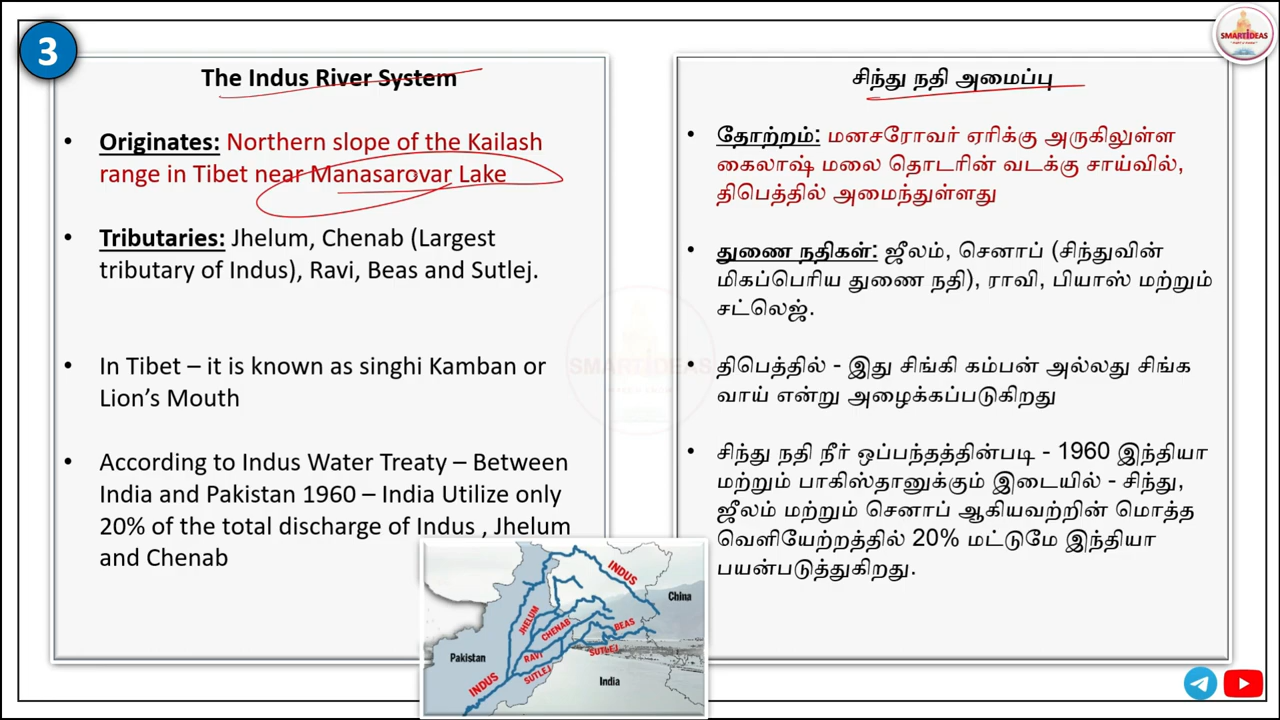 3
SMARTIDEAS
The Indus River System
• Originates: Northern slope of the Kailash
range in Tibet near Manasarovar Lake
• Tributaries: Jhelum, Chenab (Largest
tributary of Indus), Ravi, Beas and Sutlej.
• In Tibet – it is known as singhi Kamban or
Lion’s Mouth
• According to Indus Water Treaty – Between
India and Pakistan 1960 – India Utilize only
20% of the total discharge of Indus , Jhelum
and Chenab
சிந்து நதி அமைப்பு
• தோற்றம்: மனசரோவர் ஏரிக்கு அருகிலுள்ள
கைலாஷ் மலை தொடரின் வடக்கு சாய்வில்,
திபெத்தில் அமைந்துள்ளது
• துணை நதிகள்: ஜீலம், செனாப் (சிந்துவின்
மிகப்பெரிய துணை நதி), ராவி, பியாஸ் மற்றும்
சட்லெஜ்.
• திபெத்தில் - இது சிங்கி கம்பன் அல்லது சிங்க
வாய் என்று அழைக்கப்படுகிறது
• சிந்து நதி நீர் ஒப்பந்தத்தின்படி - 1960 இந்தியா
மற்றும் பாகிஸ்தானுக்கும் இடையில் - சிந்து,
ஜீலம் மற்றும் செனாப் ஆகியவற்றின் மொத்த
வெளியேற்றத்தில் 20% மட்டுமே இந்தியா
பயன்படுத்துகிறது.
SMARTIDEAS
INDUS
China
JHELUM
CHENAB
BEAS
RAVI
SUTLEJ
Pakistan
SUTLEJ
INDUS
India